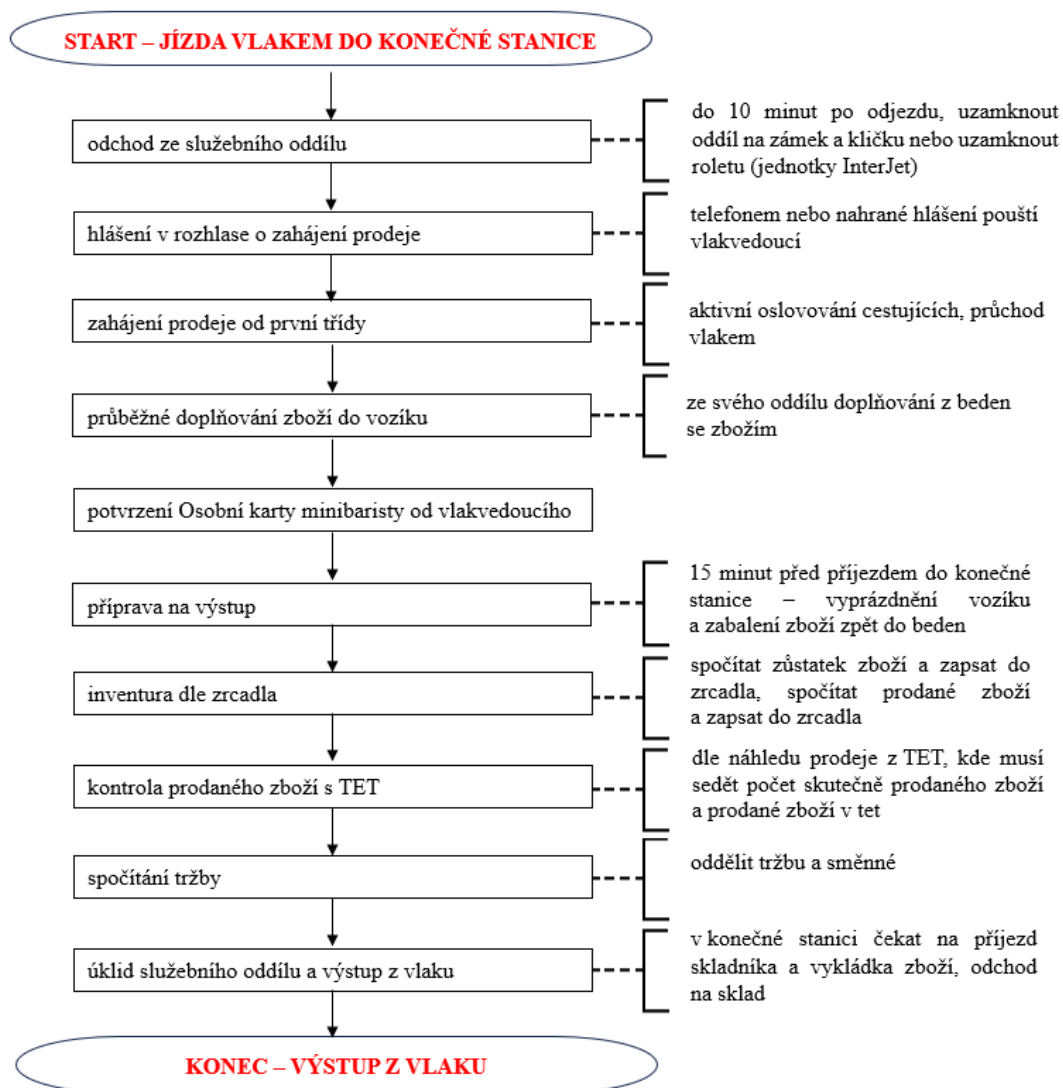 START – JÍZDA VLAKEM DO KONEČNÉ STANICE
odchod ze služebního oddílu
do 10 minut po odjezdu, uzamknout
oddíl na zámek a kličku nebo uzamknout
roletu (jednotky InterJet)
hlášení v rozhlase o zahájení prodeje
telefonem nebo nahrané hlášení pouští
vlakvedoucí
zahájení prodeje od první třídy
aktivní oslovování cestujících, průchod
vlakem
průběžné doplňování zboží do vozíku
ze svého oddílu doplňování z beden
se zbožím
potvrzení Osobní karty minibaristy od vlakvedoucího
příprava na výstup
15 minut před příjezdem do konečné
stanice – vyprázdnění vozíku
a zabalení zboží zpět do beden
inventura dle zrcadla
spočítat zůstatek zboží a zapsat do
zrcadla, spočítat prodané zboží
a zapsat do zrcadla
kontrola prodaného zboží s TET
dle náhledu prodeje z TET, kde musí
sedět počet skutečně prodaného zboží
a prodané zboží v tet
spočítání tržby
oddělit tržbu a směnné
úklid služebního oddílu a výstup z vlaku
v konečné stanici čekat na příjezd
skladníka a vykládka zboží, odchod
na sklad
KONEC – VÝSTUP Z VLAKU